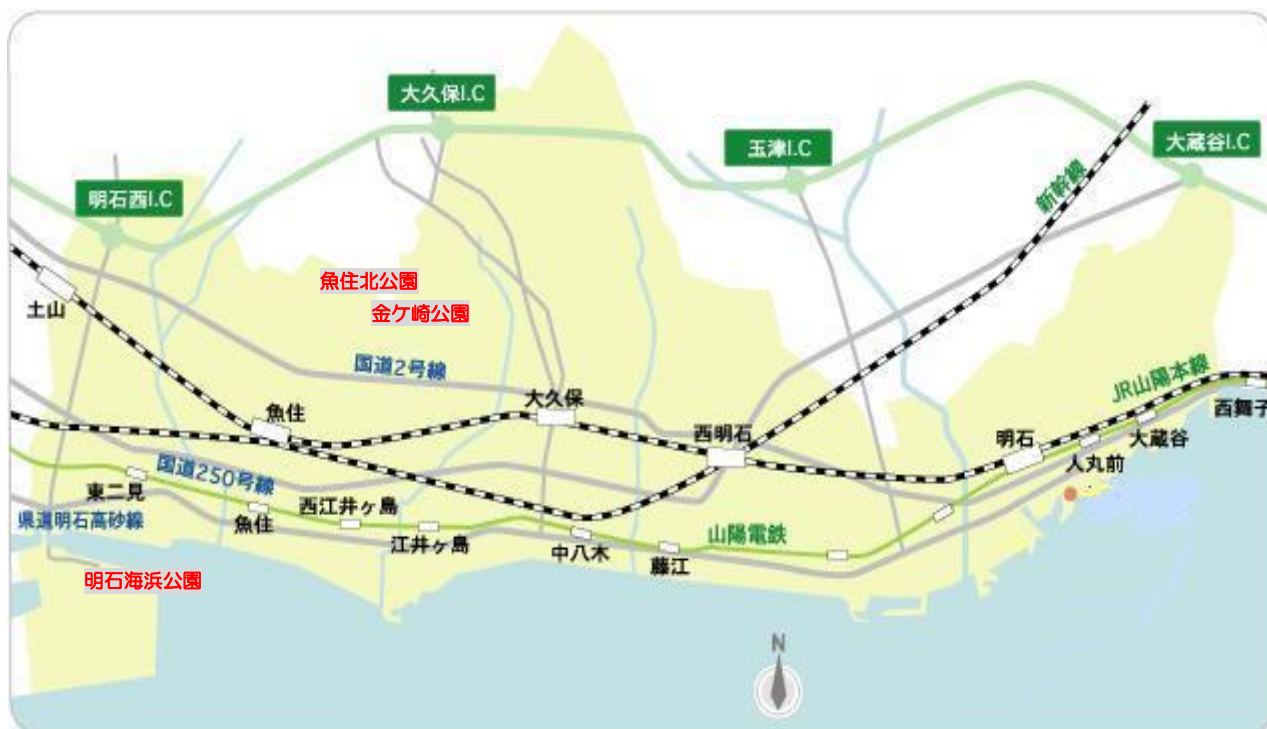 大久保I.C
玉津I.C
大蔵谷I.C
明石西I.C
新幹線
魚住北公園
金ケ崎公園
土山
国道2号線
JR山陽本線
大久保
魚住
西明石
明石
西舞子
大蔵谷
人丸前
国道250号線
東二見
西江井ヶ島
魚住
県道明石高砂線
江井ヶ島
中八木
山陽電鉄
藤江
明石海浜公園
N